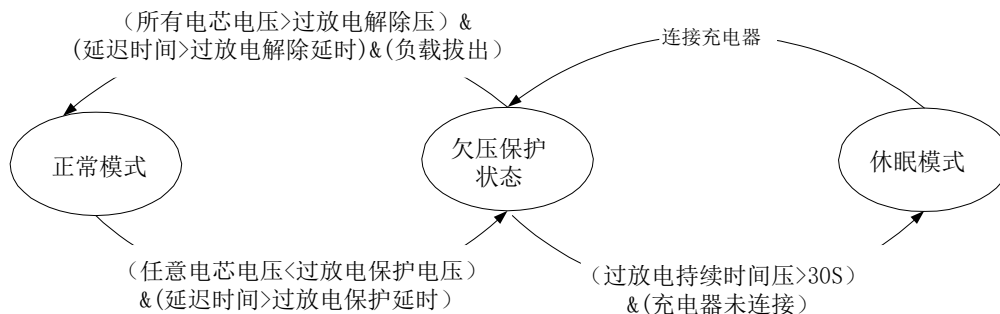 （所有电芯电压>过放电解除压）&
(延迟时间>过放电解除延时)&(负载拔出）
连接充电器
正常模式
欠压保护
状态
休眠模式
（任意电芯电压<过放电保护电压）
&(延迟时间>过放电保护延时）
（过放电持续时间压>30S）
&(充电器未连接）